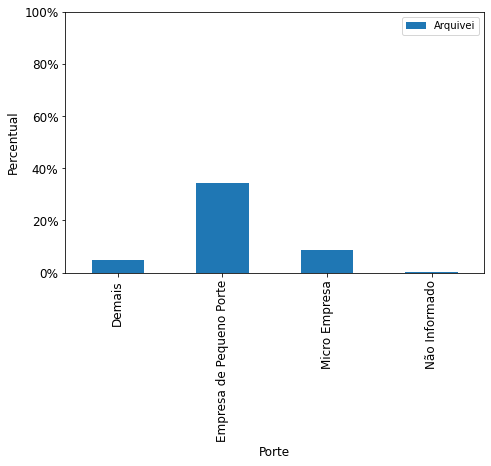 100%
80%
60%
40%
20%
0%
Percentual
Arquivei
Demais
Empresa de Pequeno Porte
Micro Empresa
Não Informado
Porte